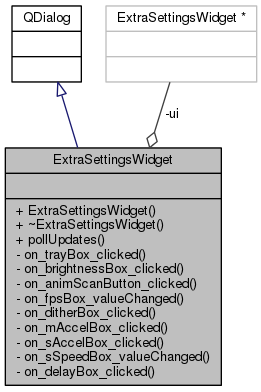 QDialog
ExtraSettingsWidget *
-ui
ExtraSettingsWidget
+ ExtraSettingsWidget()
+ ~ExtraSettingsWidget()
+ pollUpdates()
- on_trayBox_clicked()
- on_brightnessBox_clicked()
- on_animScanButton_clicked()
- on_fpsBox_valueChanged()
- on_ditherBox_clicked()
- on_mAccelBox_clicked()
- on_sAccelBox_clicked()
- on_sSpeedBox_valueChanged()
- on_delayBox_clicked()